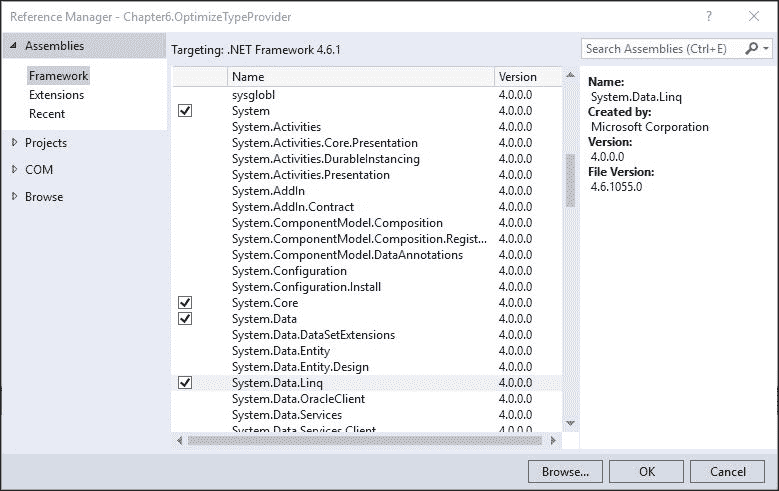 Reference Manager - Chapter6.OptimizeTypeProvider ?
Assemblies
Framework
Extensions
Recent
Projects
COM
Browse
Targeting: .NET Framework 4.6.1
Name Version
sysglobl 4.0.0.0
System 4.0.0.0
System.Activities 4.0.0.0
System.Activities.Core.Presentation 4.0.0.0
System.Activities.DurableInstancing 4.0.0.0
System.Activities.Presentation 4.0.0.0
System.AddIn 4.0.0.0
System.AddIn.Contract 4.0.0.0
System.ComponentModel.Composition 4.0.0.0
System.ComponentModel.Composition.Regist... 4.0.0.0
System.ComponentModel.DataAnnotations 4.0.0.0
System.Configuration 4.0.0.0
System.Configuration.Install 4.0.0.0
System.Core 4.0.0.0
System.Data 4.0.0.0
System.Data.DataSetExtensions 4.0.0.0
System.Data.Entity 4.0.0.0
System.Data.Entity.Design 4.0.0.0
System.Data.Linq 4.0.0.0
System.Data.OracleClient 4.0.0.0
System.Data.Services 4.0.0.0
System.Data.Services.Client 4.0.0.0
Search Assemblies (Ctrl+E)
Name:
System.Data.Linq
Created by:
Microsoft Corporation
Version:
4.0.0.0
File Version:
4.6.1055.0
Browse... OK Cancel